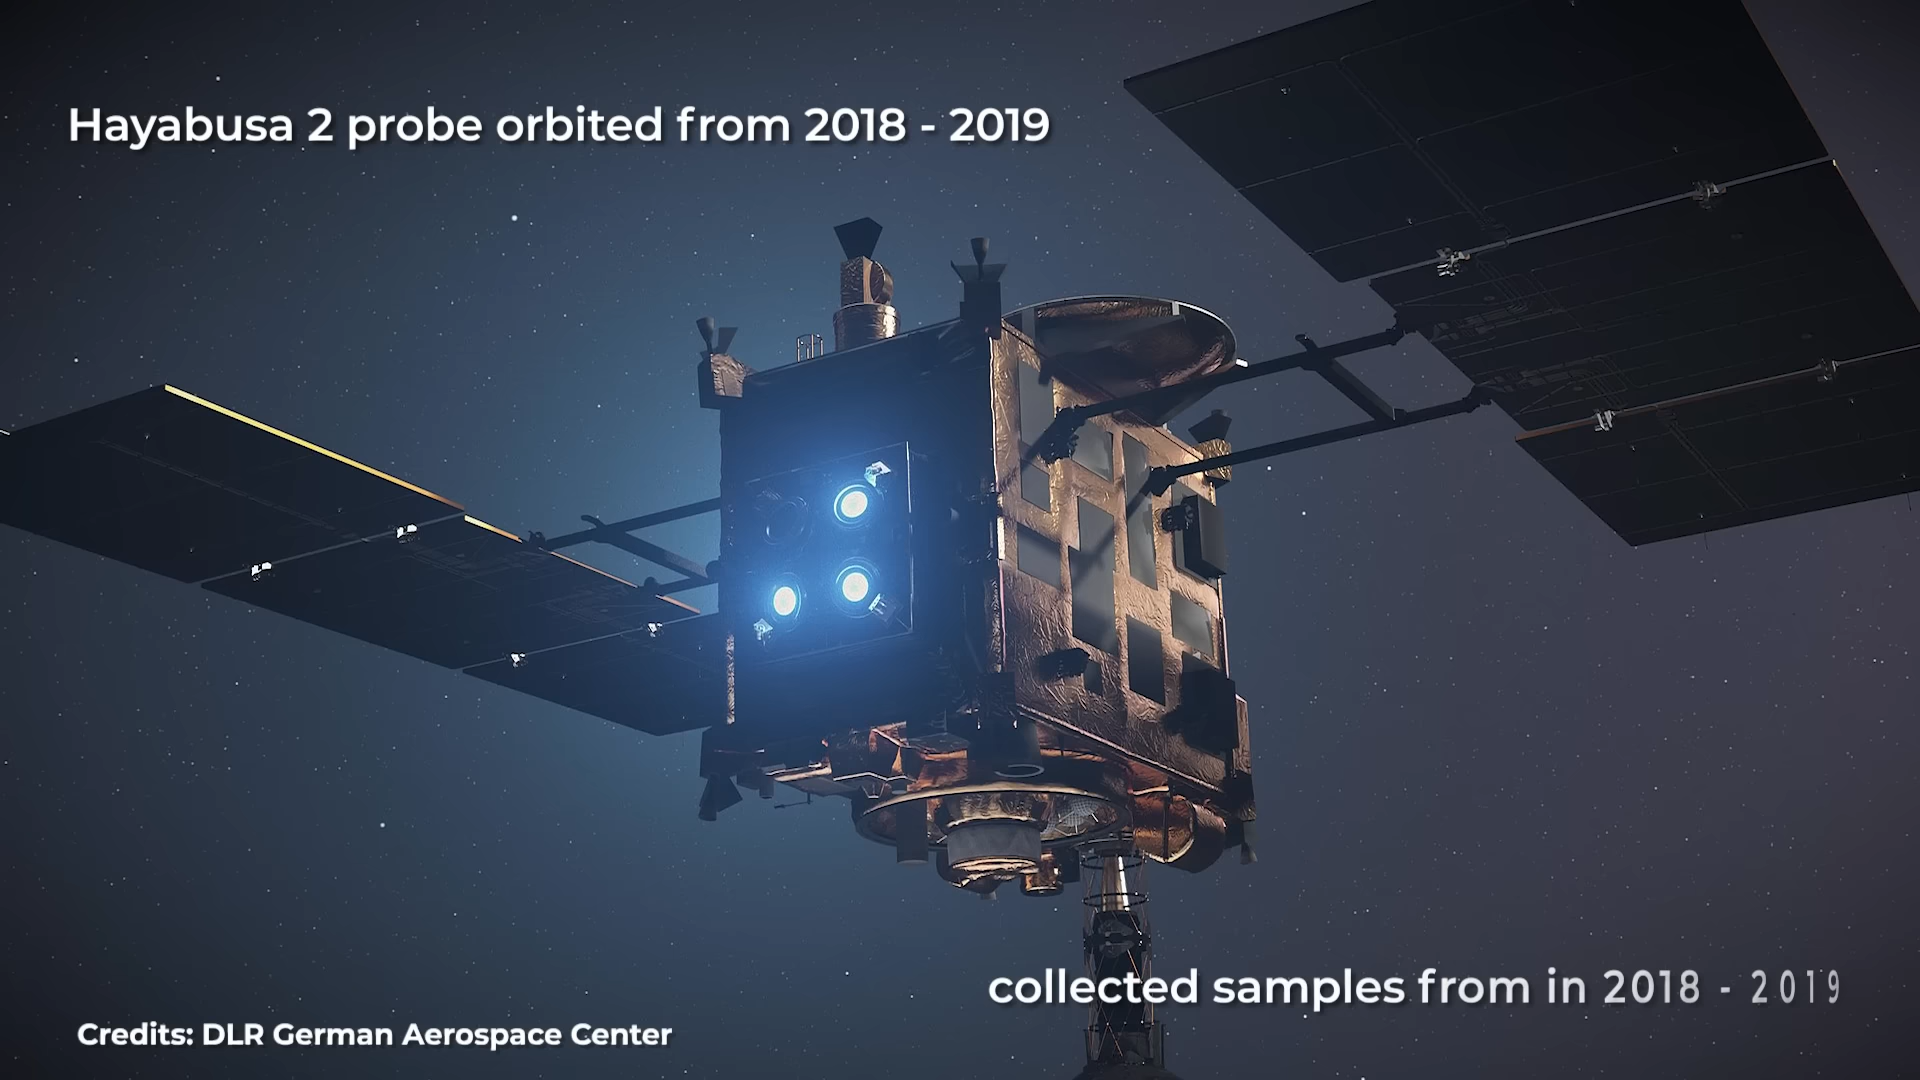 Hayabusa 2 probe orbited from 2018 - 2019
collected samples from in 2018 - 2019
Credits: DLR German Aerospace Center